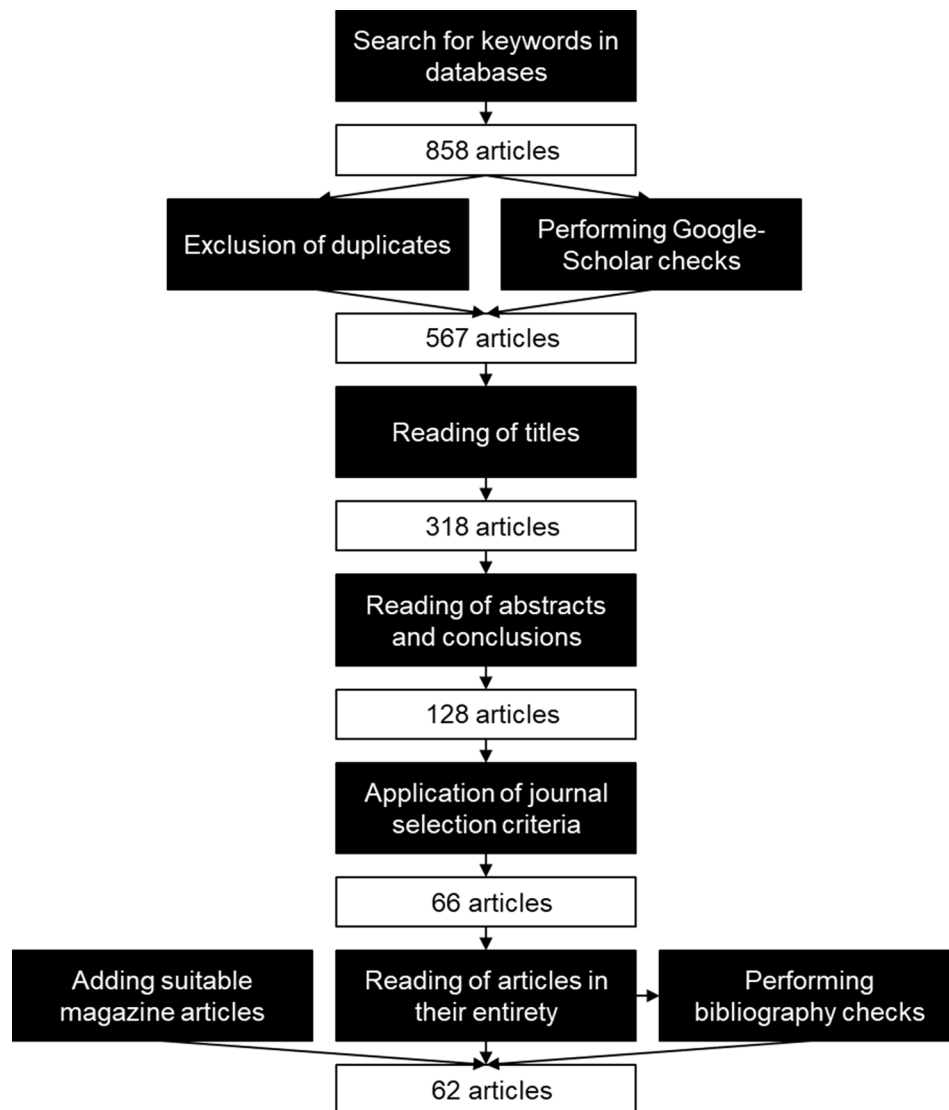 Search for keywords in
databases
858 articles
Exclusion of duplicates
Performing Google-
Scholar checks
567 articles
Reading of titles
318 articles
Reading of abstracts
and conclusions
128 articles
Application of journal
selection criteria
66 articles
Adding suitable
magazine articles
Reading of articles in
their entirety
Performing
bibliography checks
62 articles